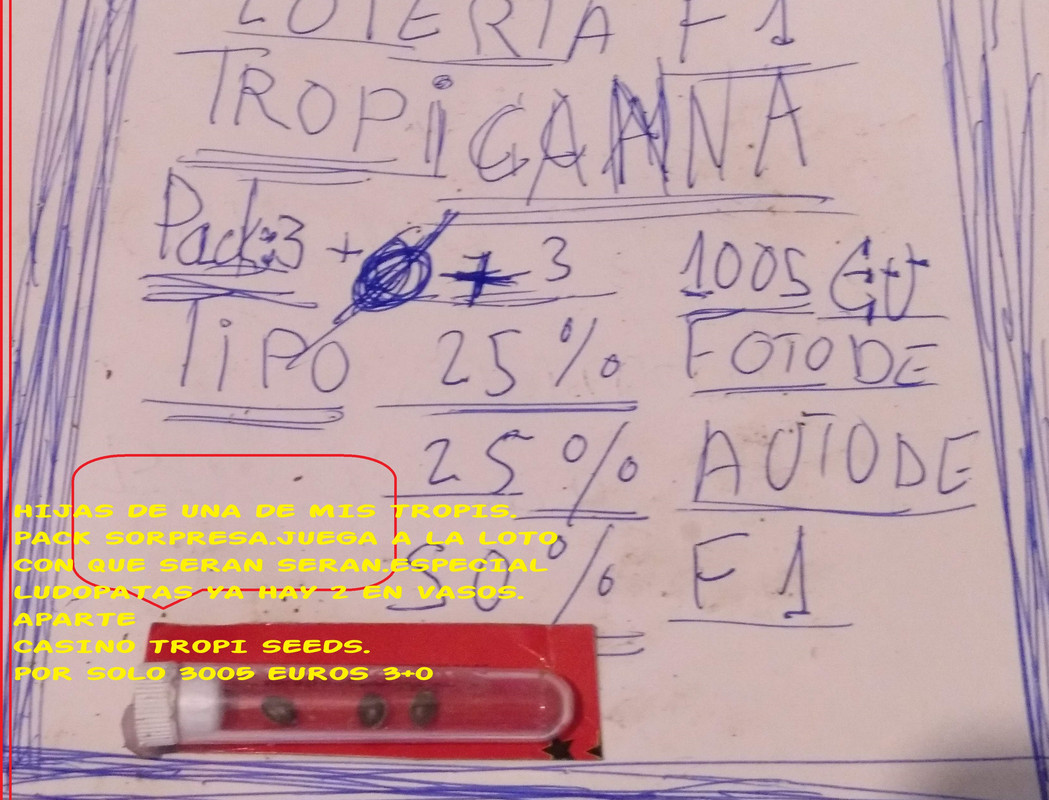 LOTERIA F1
TROPiCANNA
Pack:3 + + 3 1005 €U
TiPO 25% FOTODE
25% AUTODE
50% F1
HIJAS DE UNA DE MIS TROPIS.
PACK SORPRESA.JUEGA A LA LOTO
CON QUE SERAN SERAN.ESPECIAL
LUDOPATAS YA HAY 2 EN VASOS.
APARTE
CASINO TROPI SEEDS.
POR SOLO 3005 EUROS 3+0